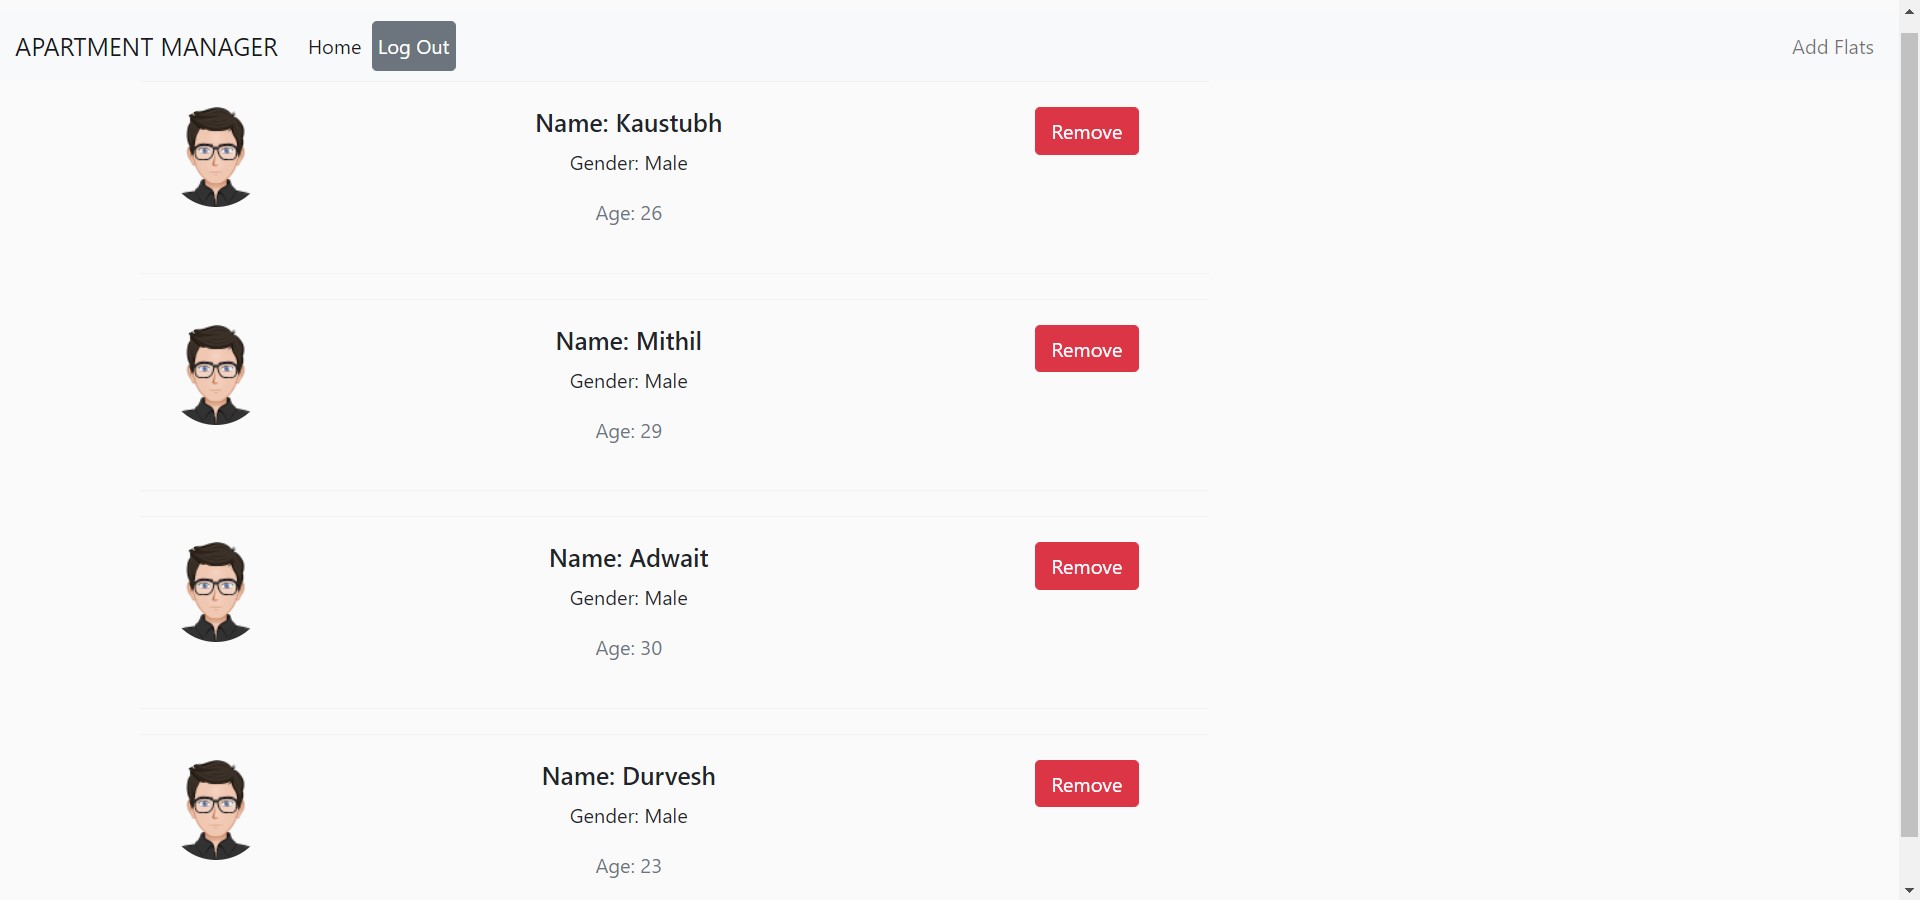 APARTMENT MANAGER Home Log Out Add Flats
Name: Kaustubh Remove
Gender: Male
Age: 26
Name: Mithil Remove
Gender: Male
Age: 29
Name: Adwait Remove
Gender: Male
Age: 30
Name: Durvesh Remove
Gender: Male
Age: 23